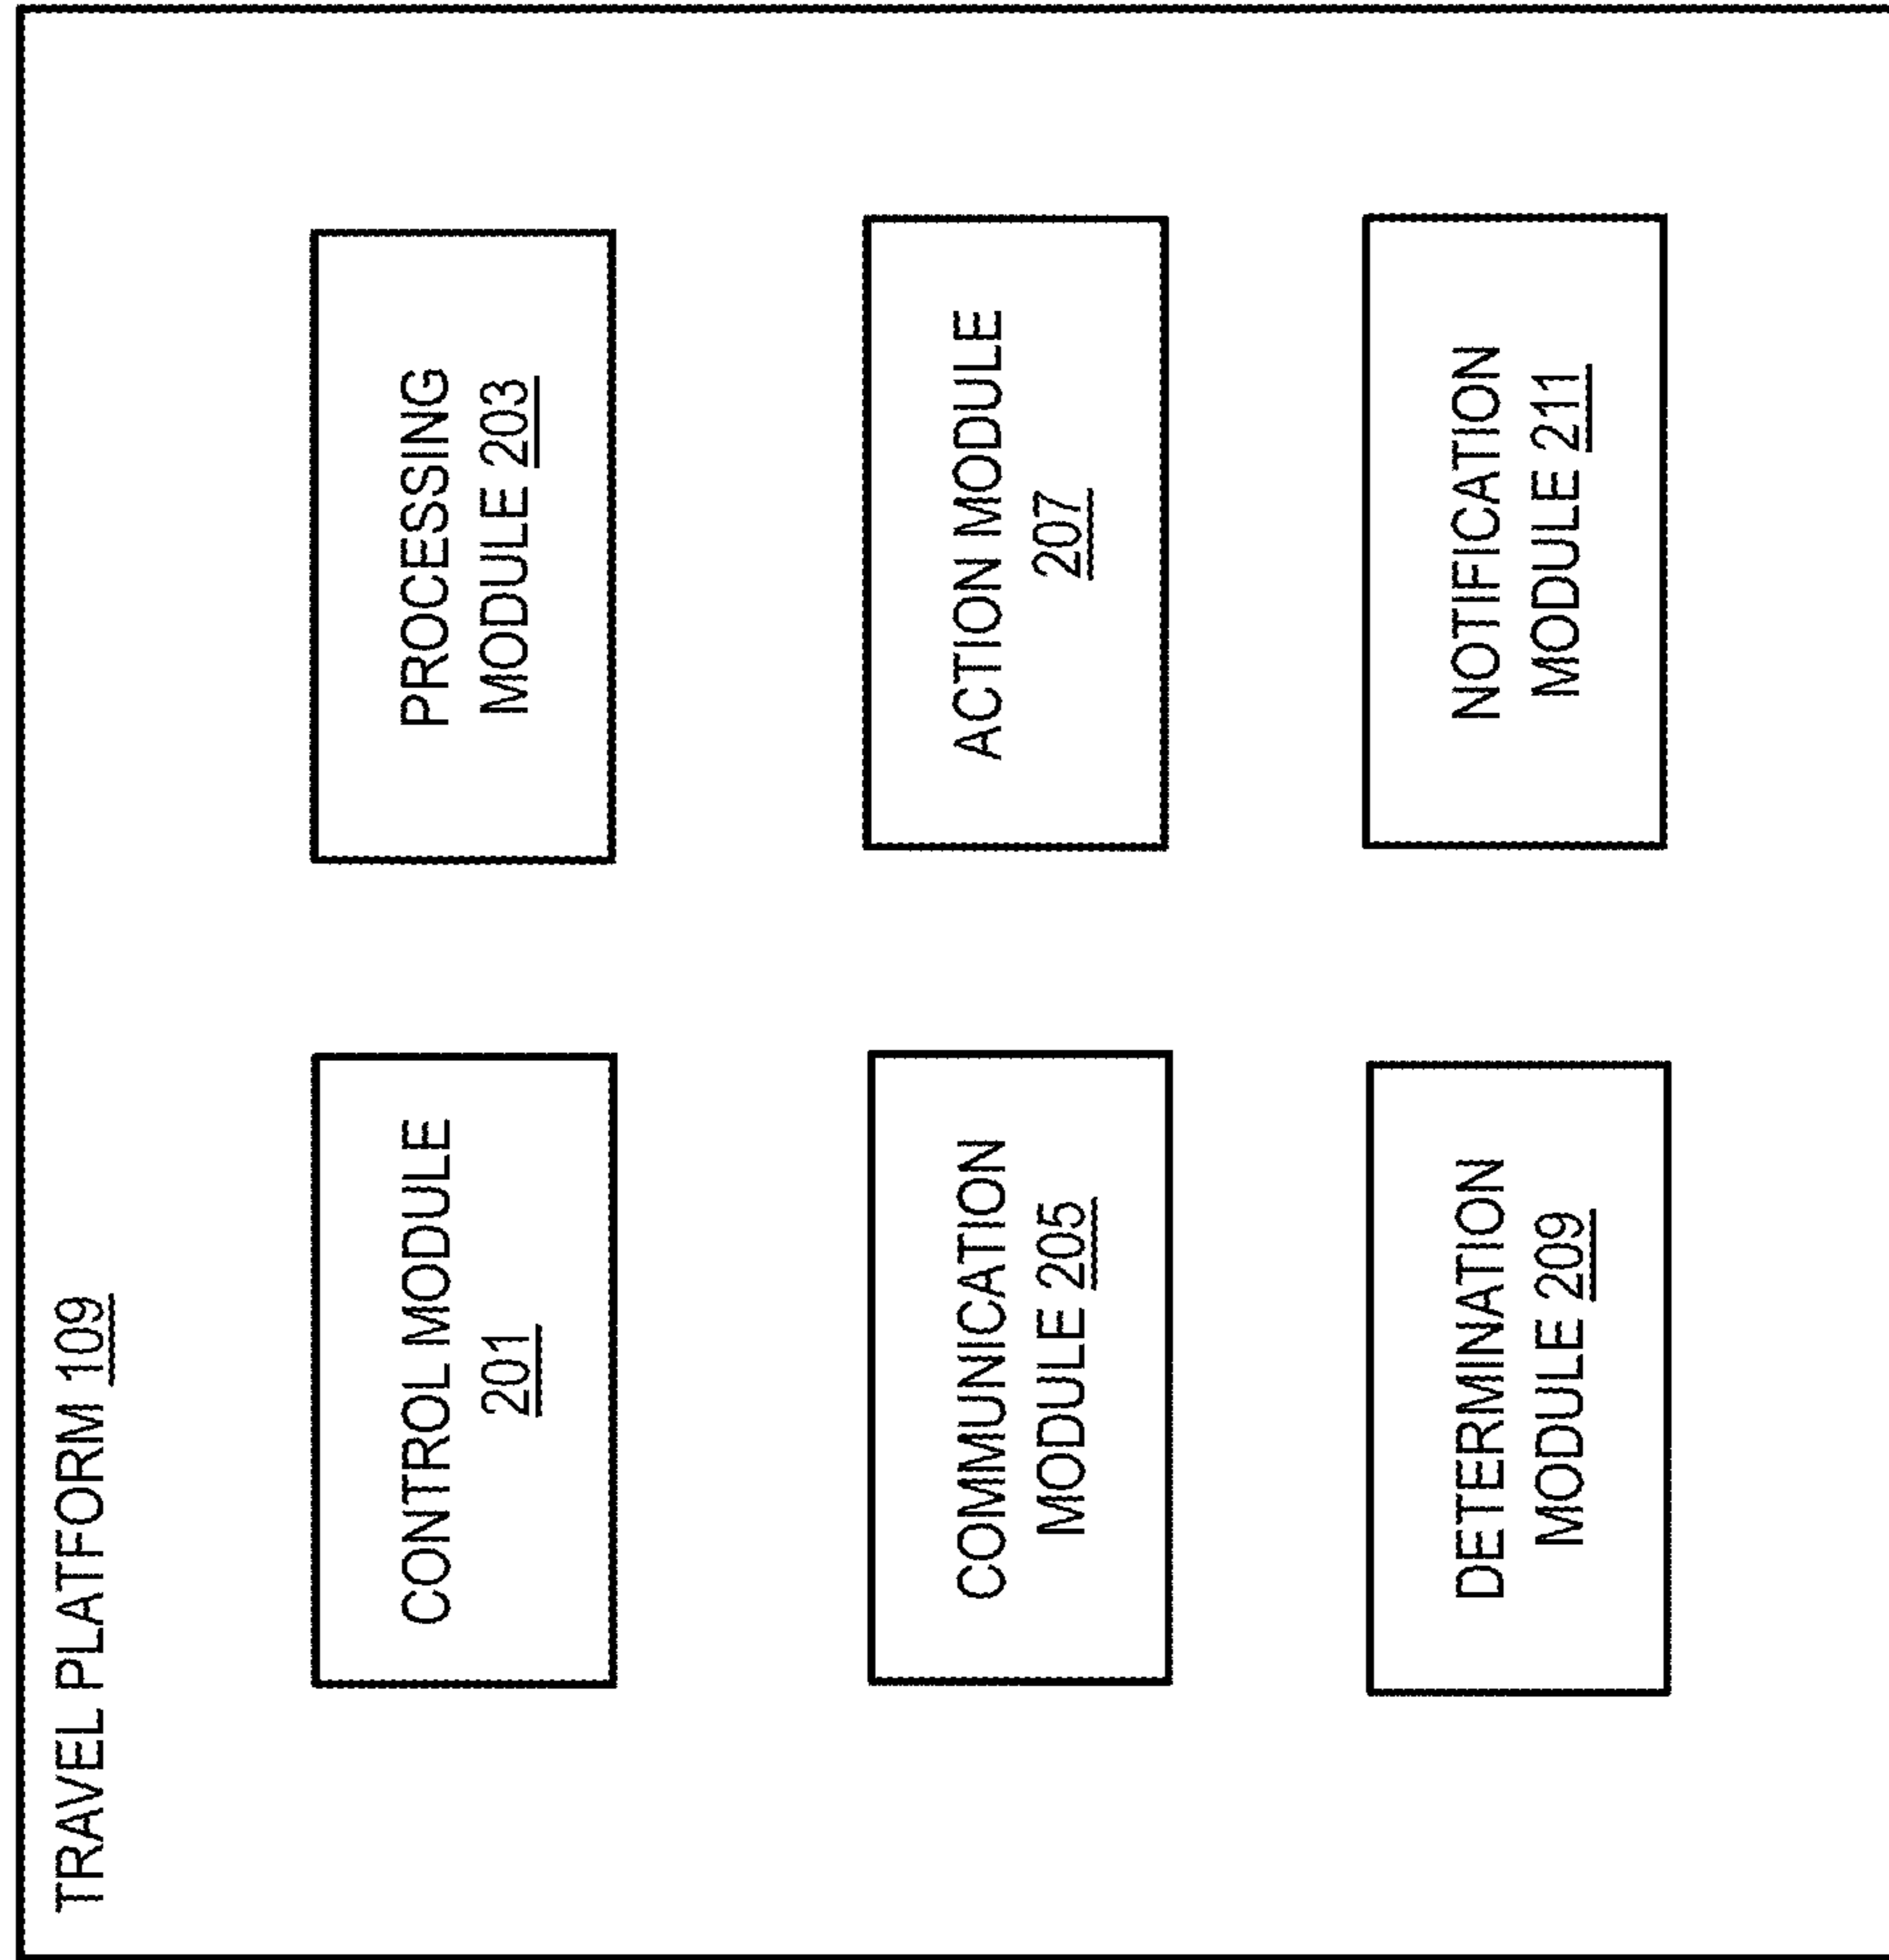 TRAVEL PLATFORM 109
CONTROL MODULE
201
PROCESSING
MODULE 203
COMMUNICATION
MODULE 205
ACTION MODULE
207
DETERMINATION
MODULE 209
NOTIFICATION
MODULE 211